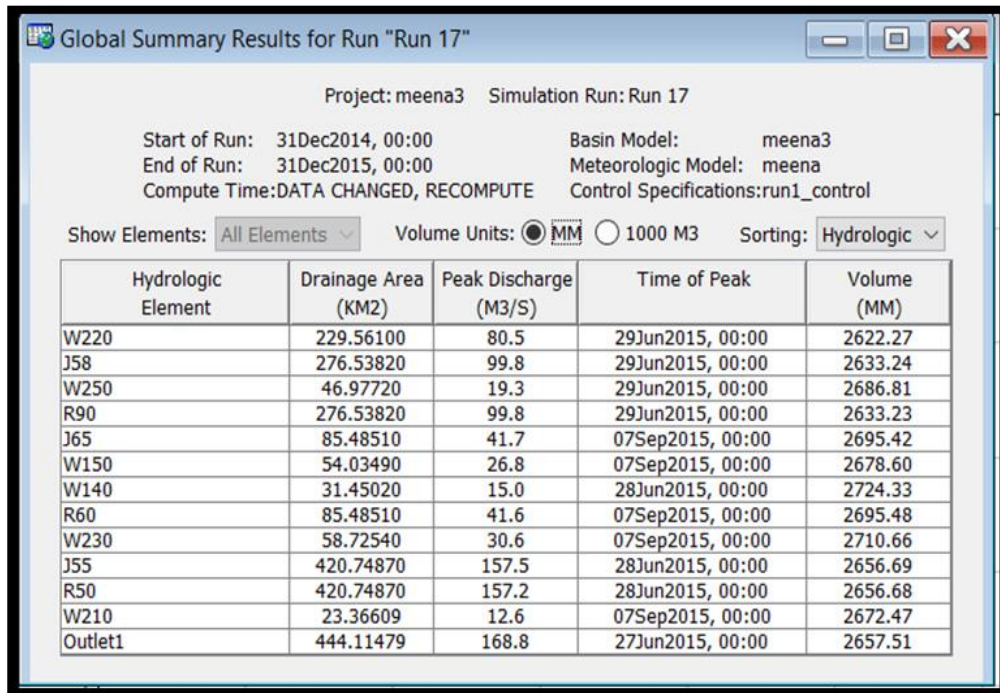 Global Summary Results for Run "Run 17"
Project: meena3 Simulation Run: Run 17
Start of Run: 31Dec2014, 00:00 Basin Model: meena3
End of Run: 31Dec2015, 00:00 Meteorologic Model: meena
Compute Time:DATA CHANGED, RECOMPUTE Control Specifications:run1_control
Show Elements: All Elements Volume Units: MM 1000 M3 Sorting: Hydrologic
Hydrologic Drainage Area Peak Discharge Time of Peak Volume
Element (KM2) (M3/S) (MM)
W220 229.56100 80.5 29Jun2015, 00:00 2622.27
J58 276.53820 99.8 29Jun2015, 00:00 2633.24
W250 46.97720 19.3 29Jun2015, 00:00 2686.81
R90 276.53820 99.8 29Jun2015, 00:00 2633.23
J65 85.48510 41.7 07Sep2015, 00:00 2695.42
W150 54.03490 26.8 07Sep2015, 00:00 2678.60
W140 31.45020 15.0 28Jun2015, 00:00 2724.33
R60 85.48510 41.6 07Sep2015, 00:00 2695.48
W230 58.72540 30.6 07Sep2015, 00:00 2710.66
J55 420.74870 157.5 28Jun2015, 00:00 2656.69
R50 420.74870 157.2 28Jun2015, 00:00 2656.68
W210 23.36609 12.6 07Sep2015, 00:00 2672.47
Outlet1 444.11479 168.8 27Jun2015, 00:00 2657.51